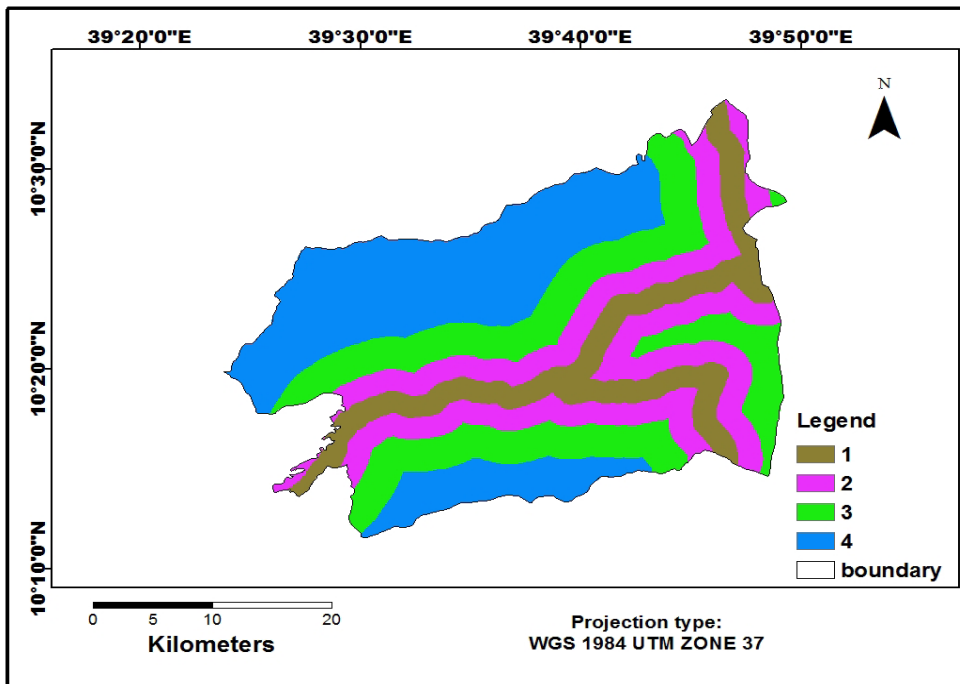 39°20'0"E 39°30'0"E 39°40'0"E 39°50'0"E
N
10°30'0"N
10°20'0"N
10°10'0"N
Legend
1
2
3
4
boundary
0 5 10 20
Kilometers
Projection type:
WGS 1984 UTM ZONE 37